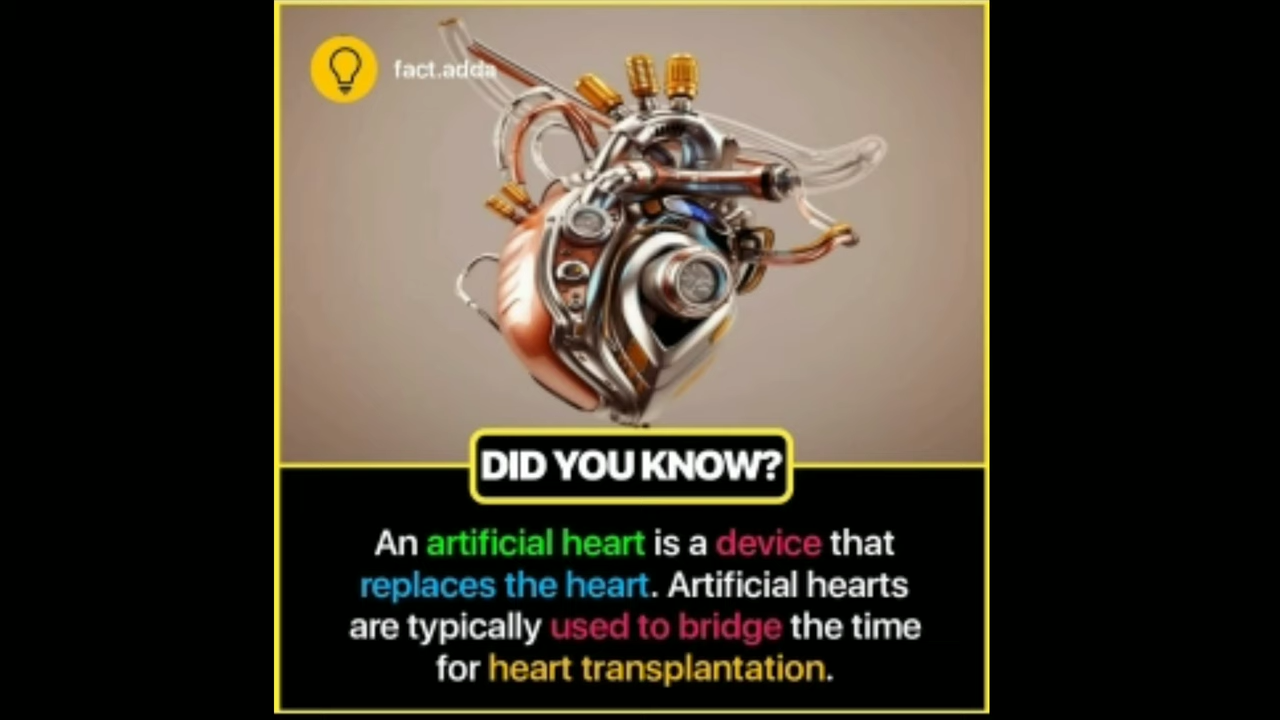 fact.adda
DID YOU KNOW?
An artificial heart is a device that
replaces the heart. Artificial hearts
are typically used to bridge the time
for heart transplantation.